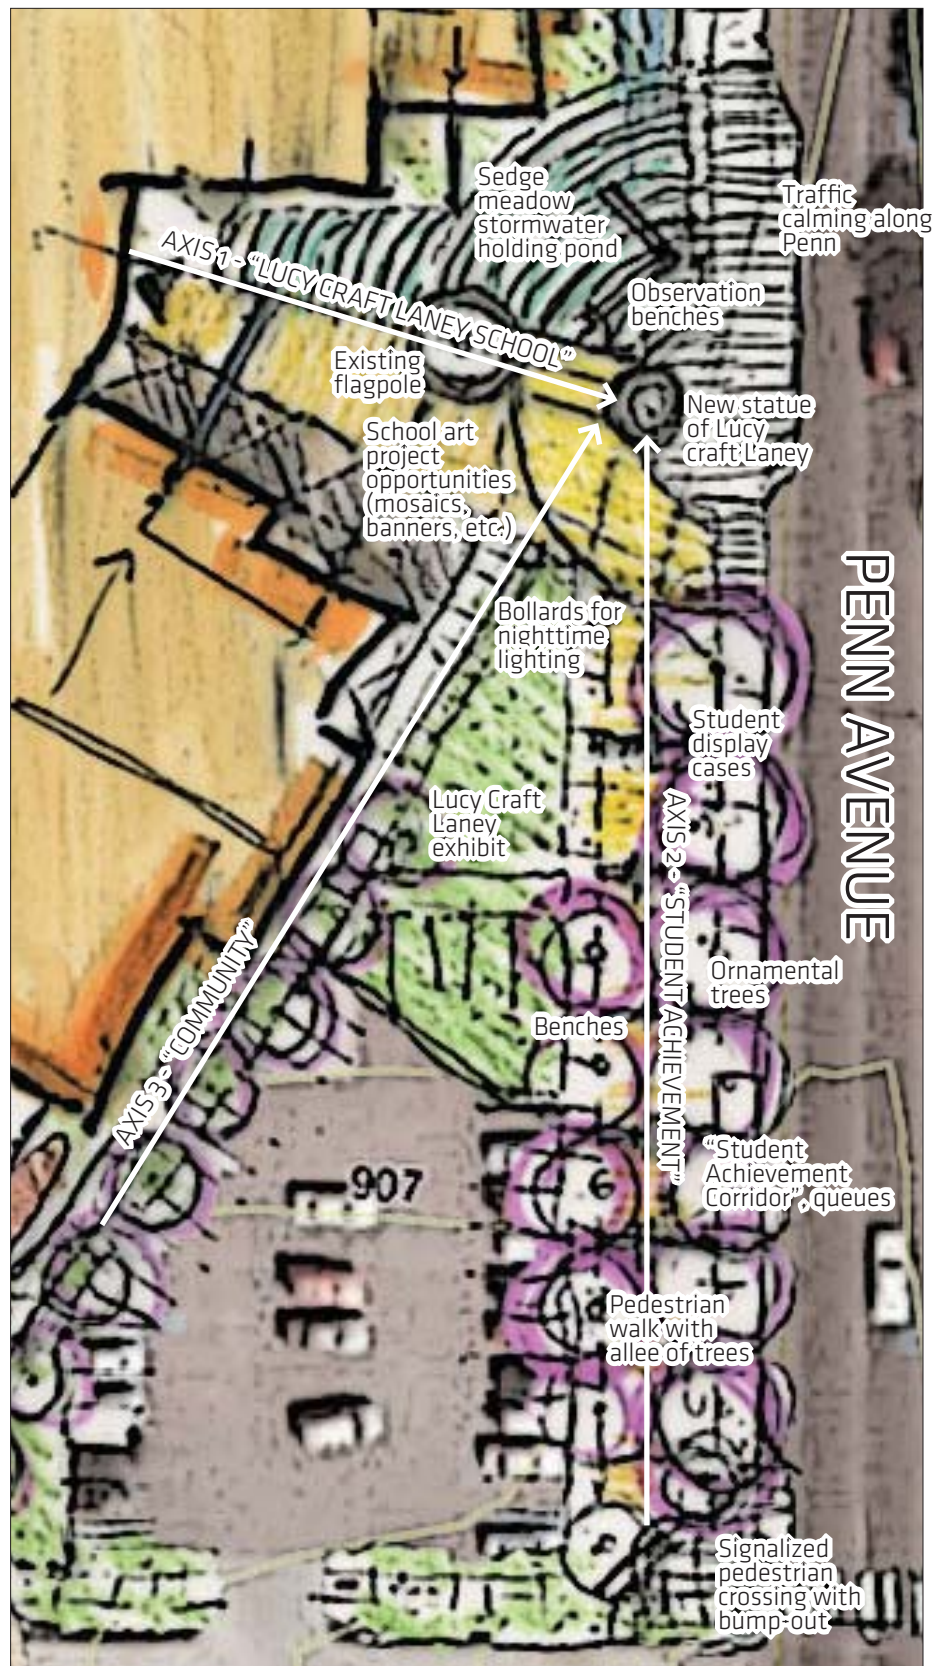 Sedge
meadow
stormwater
holding pond
Traffic
calming along
Penn
AXIS 1 - “LUCY CRAFT LANEY SCHOOL”
Observation
benches
Existing
flagpole
New statue
of Lucy
craft Laney
School art
project
opportunities
(mosaics,
banners, etc.)
PENN AVENUE
Bollards for
nighttime
lighting
Student
display
cases
Lucy Craft
Laney
exhibit
AXIS 2 - “STUDENT ACHIEVEMENT”
AXIS 3 - “COMMUNITY”
Ornamental
trees
Benches
“Student
Achievement
Corridor”, queues
907
Pedestrian
walk with
allee of trees
Signalized
pedestrian
crossing with
bump-out